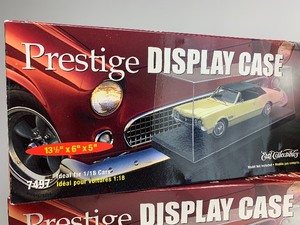 Prestige DISPLAY CASE
13½" x 6" x 5"
Ideal for 1/18 Cars
7497 Idéal pour voitures 1:18
Prestige DISPLAY CASE